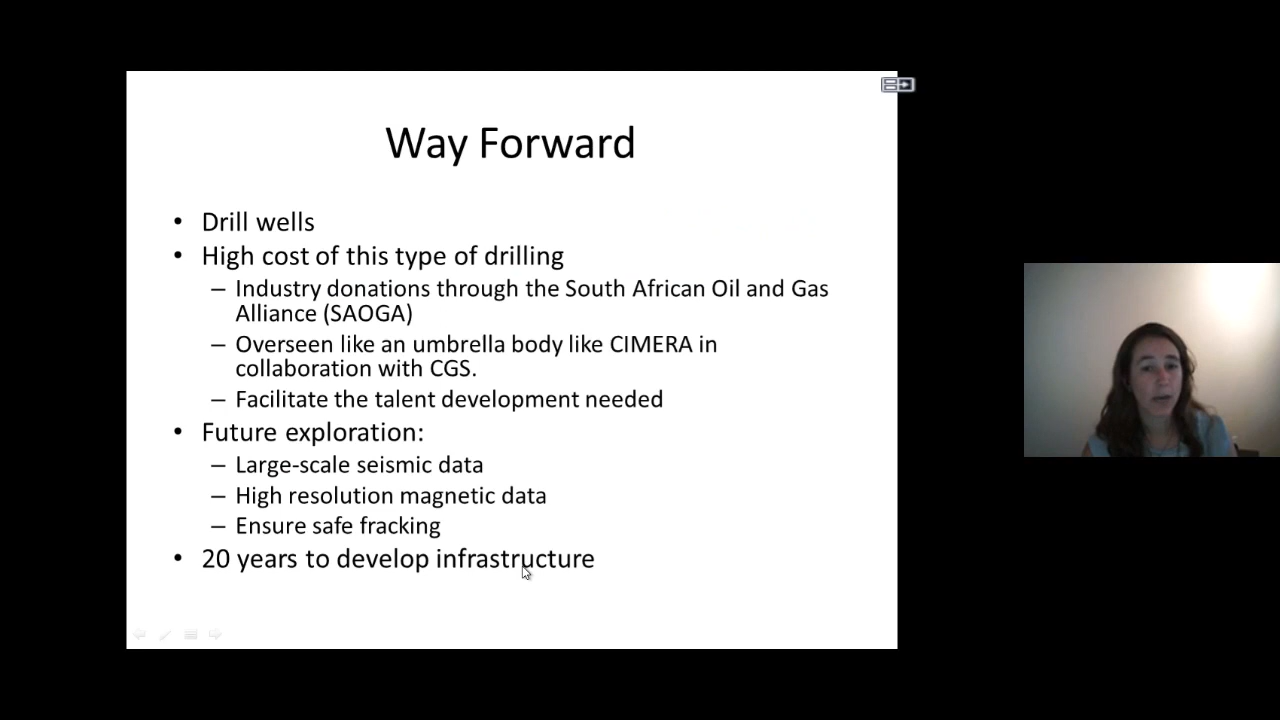 Way Forward
• Drill wells
• High cost of this type of drilling
– Industry donations through the South African Oil and Gas
Alliance (SAOGA)
– Overseen like an umbrella body like CIMERA in
collaboration with CGS.
– Facilitate the talent development needed
• Future exploration:
– Large-scale seismic data
– High resolution magnetic data
– Ensure safe fracking
• 20 years to develop infrastructure